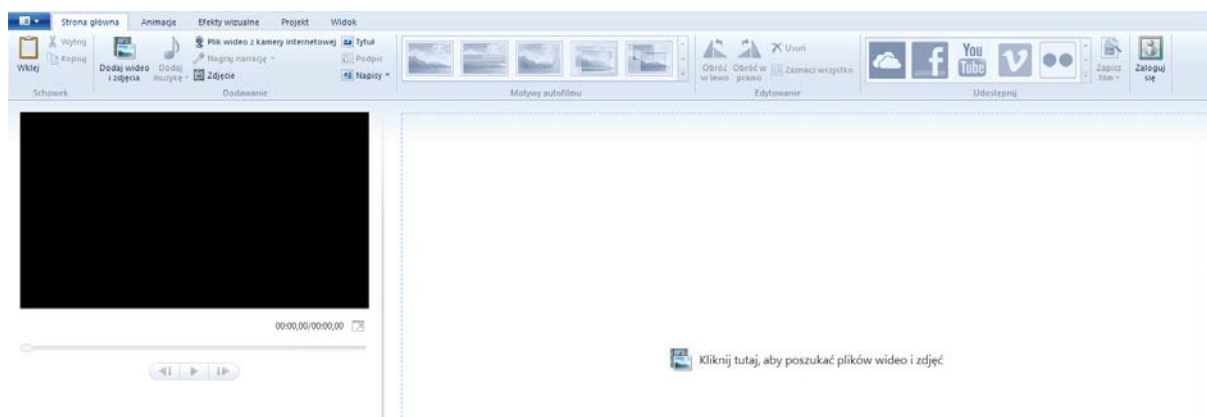 Strona główna Animacje Efekty wizualne Projekt Widok
Wklej
Wytnij
Kopiuj
Schowek
Dodaj wideo
i zdjęcia
Dodaj
muzykę
Plik wideo z kamery internetowej
Nagraj narrację
Zdjęcie
Tytuł
Podpis
Napisy
Dodawanie
Motywy autofilmu
Obróć
w lewo
Obróć w
prawo
Usuń
Zaznacz wszystko
Edytowanie
f
You
Tube
V
Udostępnij
Zapisz
film
Zaloguj
się
00:00,00/00:00,00
Kliknij tutaj, aby poszukać plików wideo i zdjęć